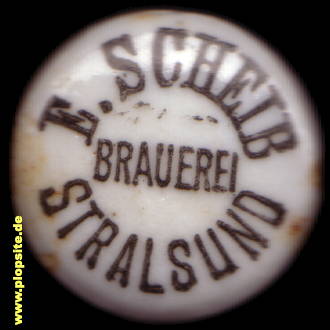 E. SCHEIB
BRAUEREI
STRALSUND
www.plopsite.de